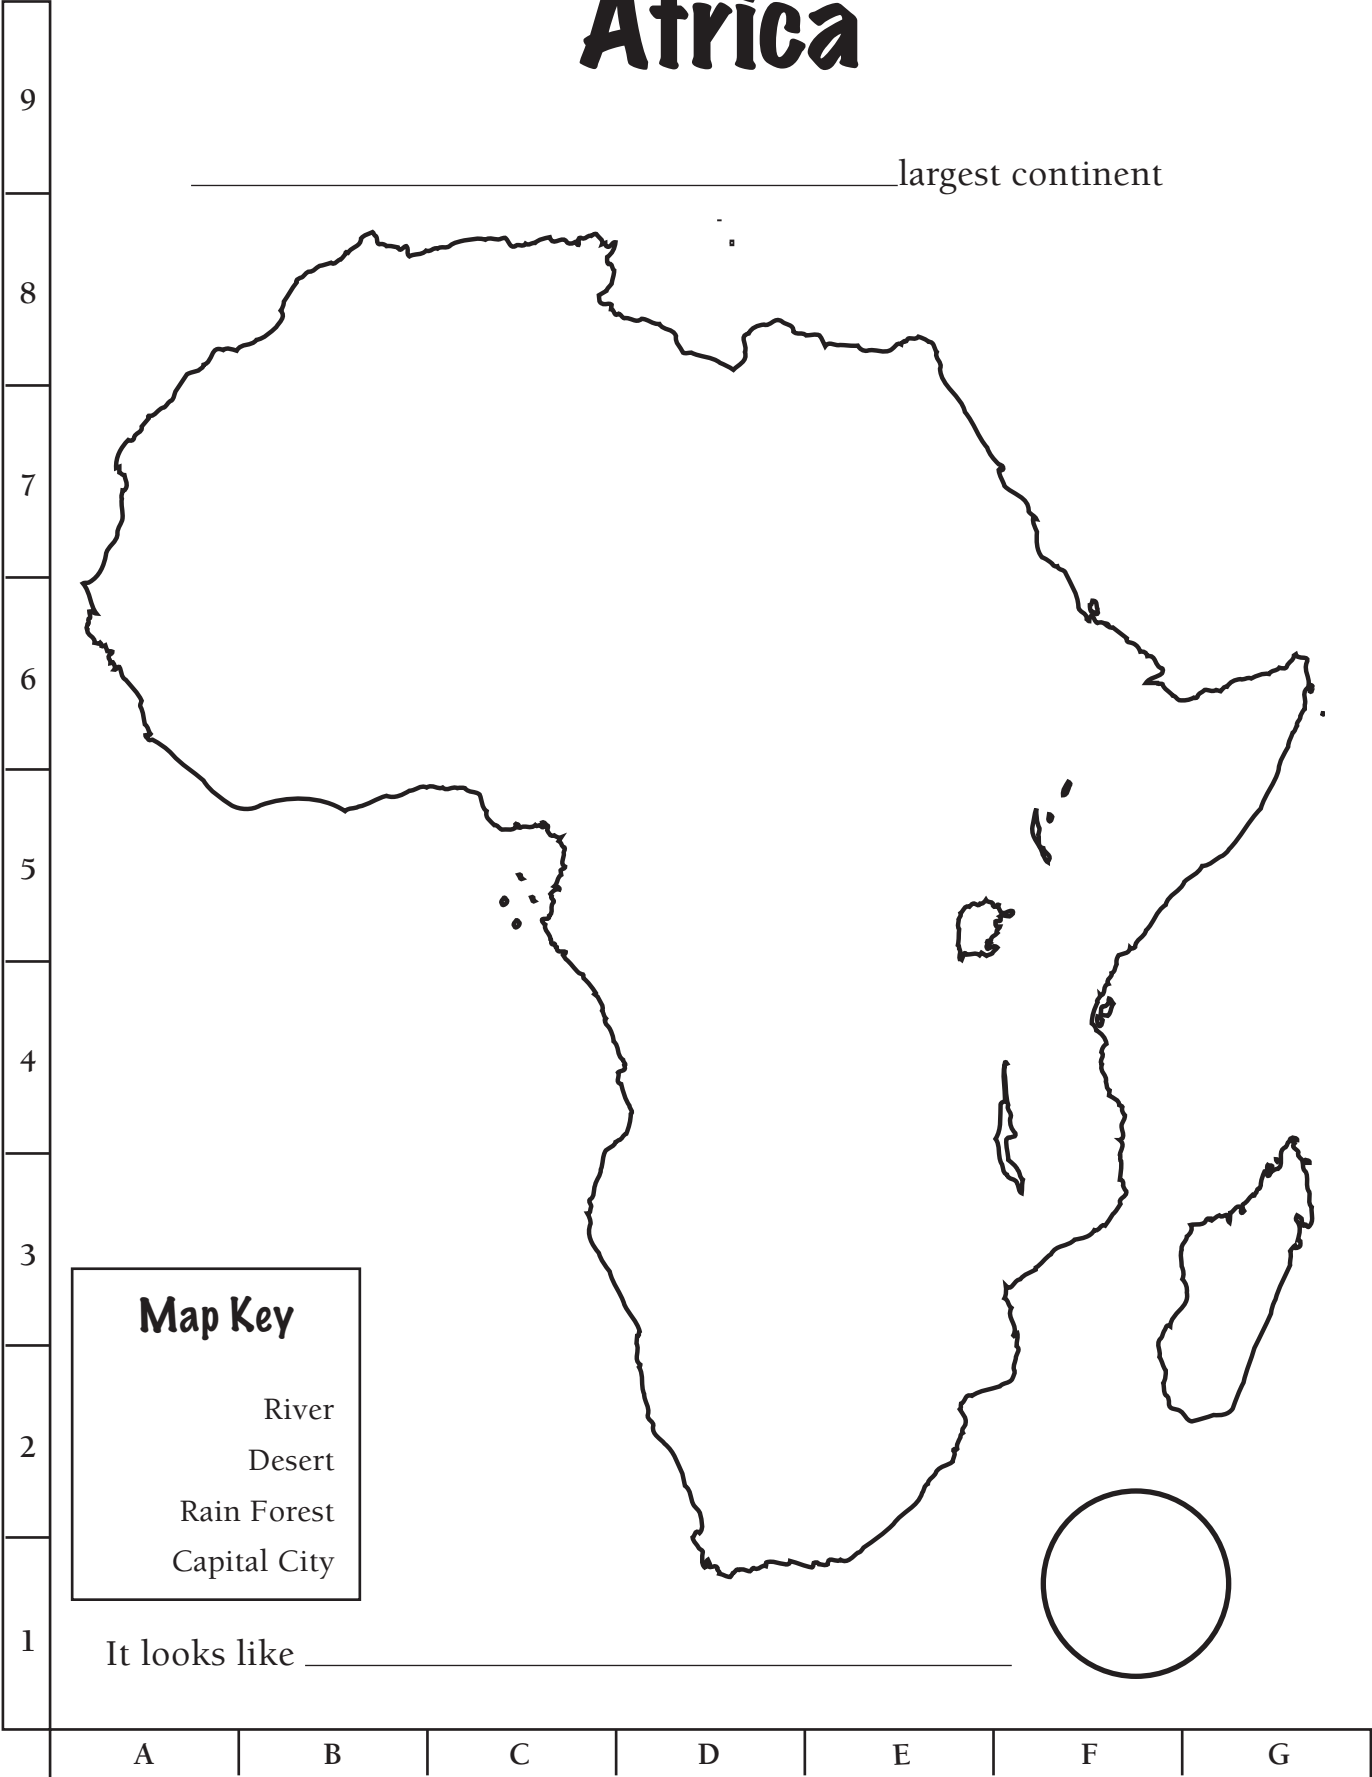 Africa
9
largest continent
8
7
6
5
4
3
Map Key
River
2
Desert
Rain Forest
Capital City
1
It looks like
A B C D E F G